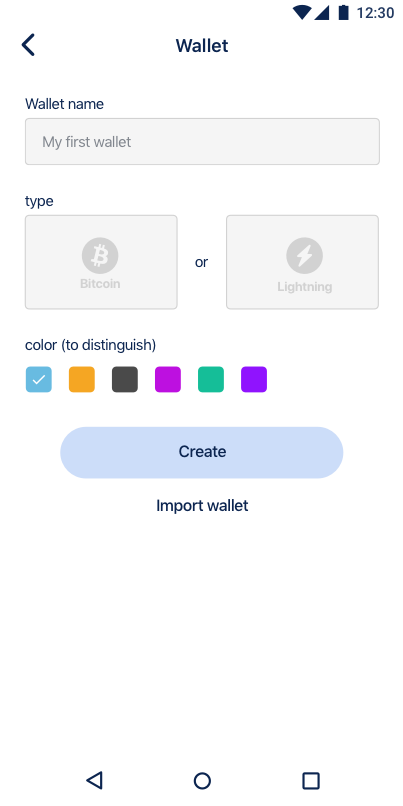 12:30
Wallet
Wallet name
My first wallet
type
Bitcoin
or
Lightning
color (to distinguish)
Create
Import wallet